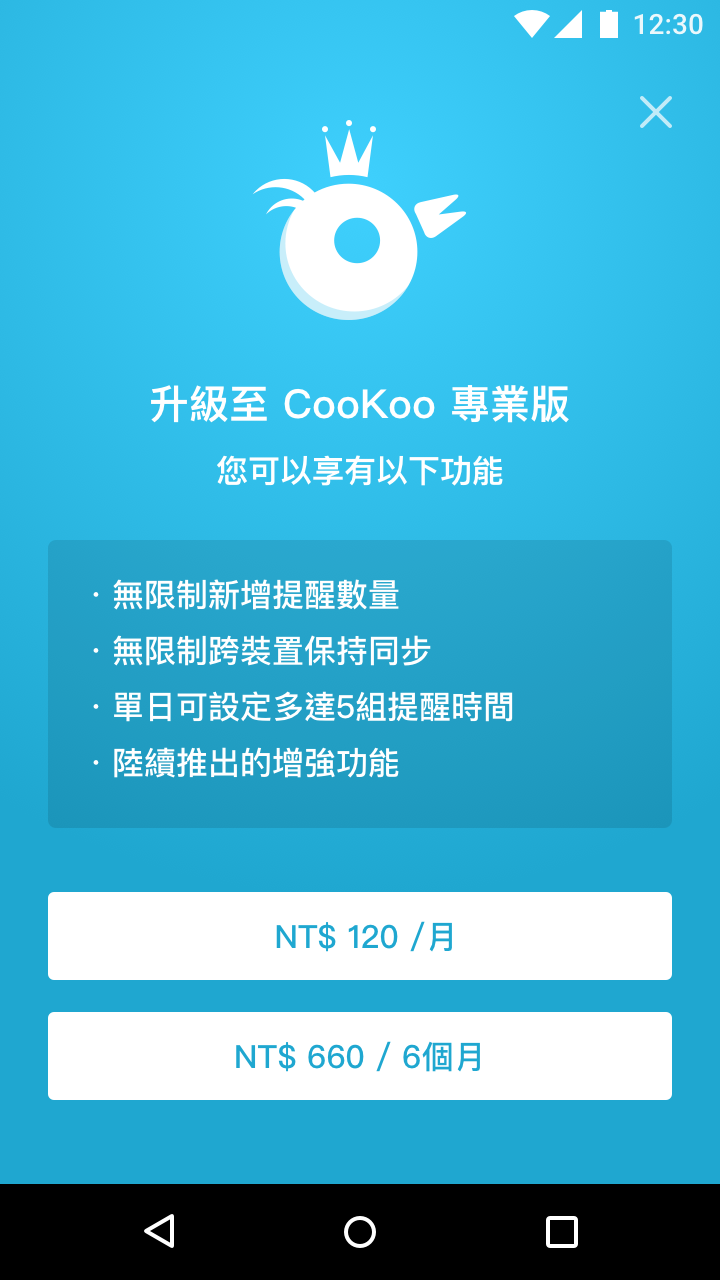 12:30
升級至 CooKoo 專業版
您可以享有以下功能
· 無限制新增提醒數量
· 無限制跨裝置保持同步
· 單日可設定多達5組提醒時間
· 陸續推出的增強功能
NT$ 120 /月
NT$ 660 / 6個月